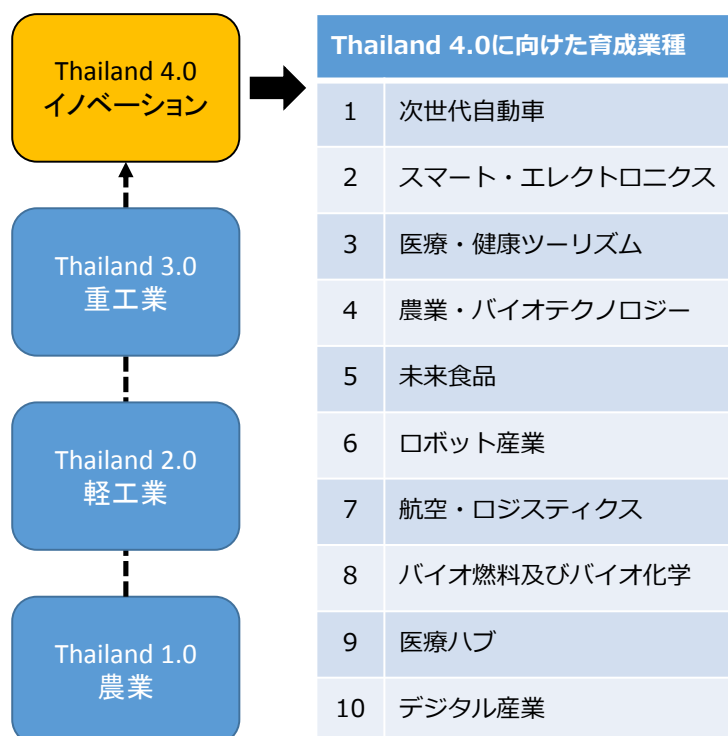 Thailand 4.0
イノベーション
Thailand 3.0
重工業
Thailand 2.0
軽工業
Thailand 1.0
農業
Thailand 4.0に向けた育成業種
1 次世代自動車
2 スマート・エレクトロニクス
3 医療・健康ツーリズム
4 農業・バイオテクノロジー
5 未来食品
6 ロボット産業
7 航空・ロジスティクス
8 バイオ燃料及びバイオ化学
9 医療ハブ
10 デジタル産業